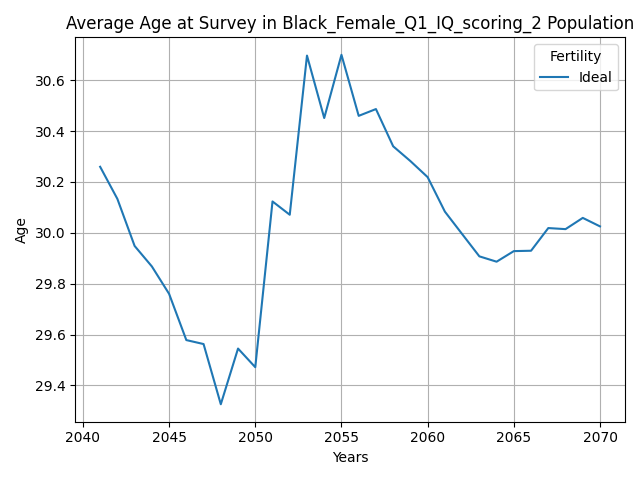 Average Age at Survey in Black_Female_Q1_IQ_scoring_2 Population
Fertility
Ideal
30.6
30.4
30.2
30.0
29.8
29.6
29.4
Age
2040
2045
2050
2055
2060
2065
2070
Years